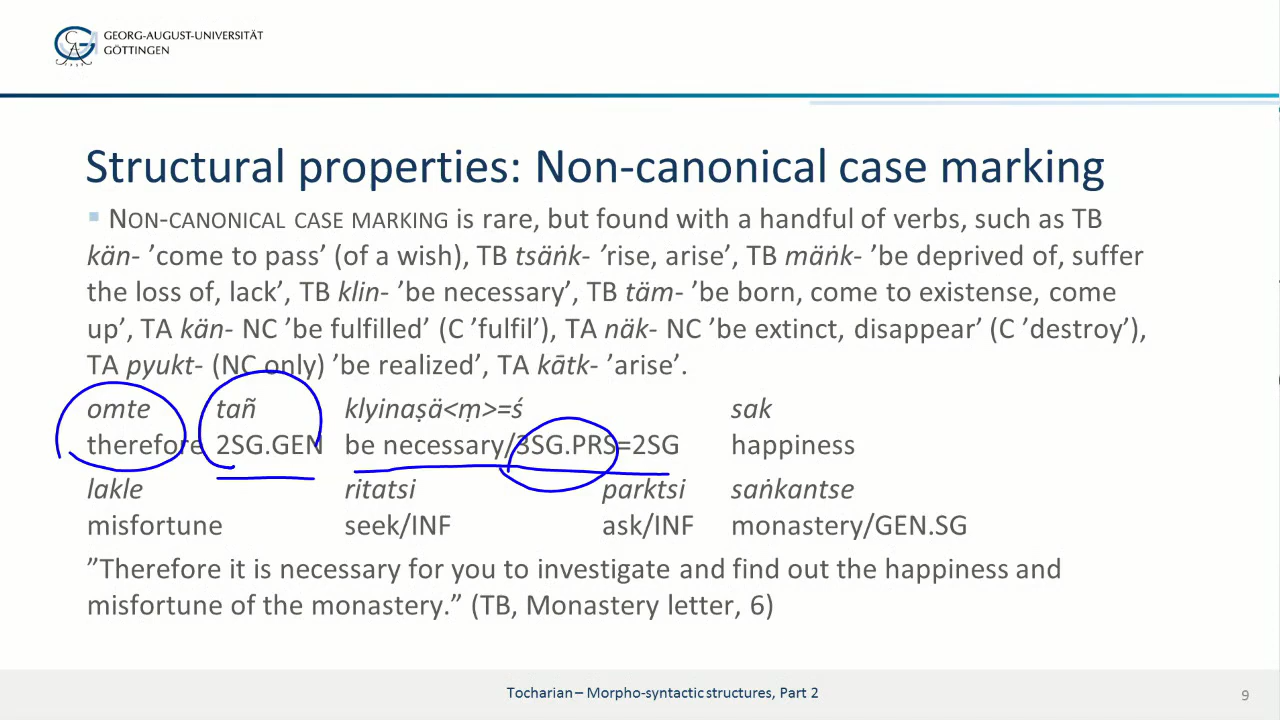 GEORG-AUGUST-UNIVERSITÄT
GÖTTINGEN
Structural properties: Non-canonical case marking
NON-CANONICAL CASE MARKING is rare, but found with a handful of verbs, such as TB
kän- ’come to pass’ (of a wish), TB tsäṅk- ’rise, arise’, TB mäṅk- ’be deprived of, suffer
the loss of, lack’, TB klin- ’be necessary’, TB täm- ’be born, come to existense, come
up’, TA kän- NC ’be fulfilled’ (C ’fulfil’), TA näk- NC ’be extinct, disappear’ (C ’destroy’),
TA pyukt- (NC only) ’be realized’, TA kātk- ’arise’.
omte tañ klyinaṣä<ṃ>=ś sak
therefore 2SG.GEN be necessary/3SG.PRS=2SG happiness
lakle ritatsi parktsi saṅkantse
misfortune seek/INF ask/INF monastery/GEN.SG
”Therefore it is necessary for you to investigate and find out the happiness and
misfortune of the monastery.” (TB, Monastery letter, 6)
Tocharian – Morpho-syntactic structures, Part 2
9